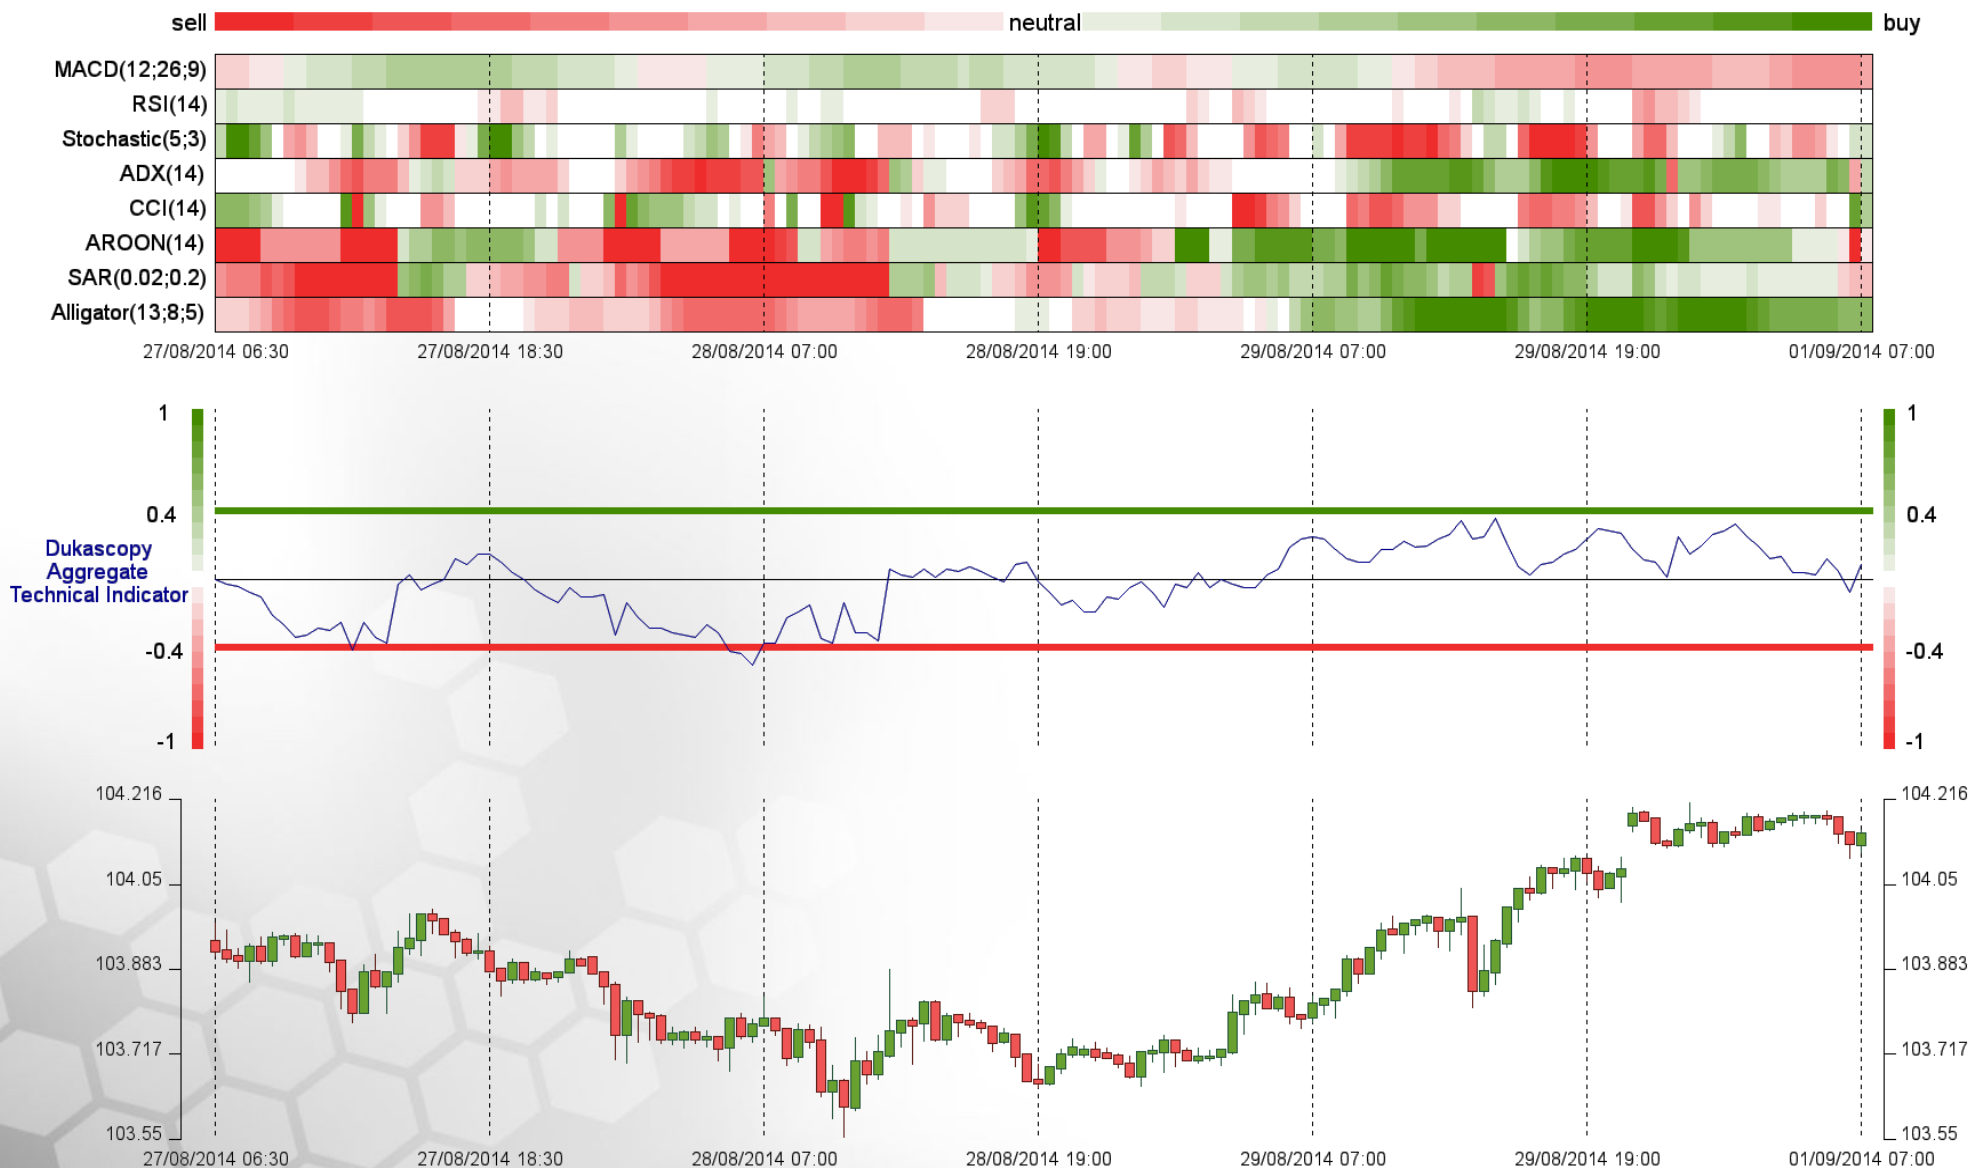 sell neutral buy
MACD(12;26;9)
RSI(14)
Stochastic(5;3)
ADX(14)
CCI(14)
AROON(14)
SAR(0.02;0.2)
Alligator(13;8;5)
27/08/2014 06:30 27/08/2014 18:30 28/08/2014 07:00 28/08/2014 19:00 29/08/2014 07:00 29/08/2014 19:00 01/09/2014 07:00
1 1
0.4 0.4
Dukascopy
Aggregate
Technical Indicator
-0.4 -0.4
-1 -1
104.216 104.216
104.05 104.05
103.883 103.883
103.717 103.717
103.55 103.55
27/08/2014 06:30 27/08/2014 18:30 28/08/2014 07:00 28/08/2014 19:00 29/08/2014 07:00 29/08/2014 19:00 01/09/2014 07:00